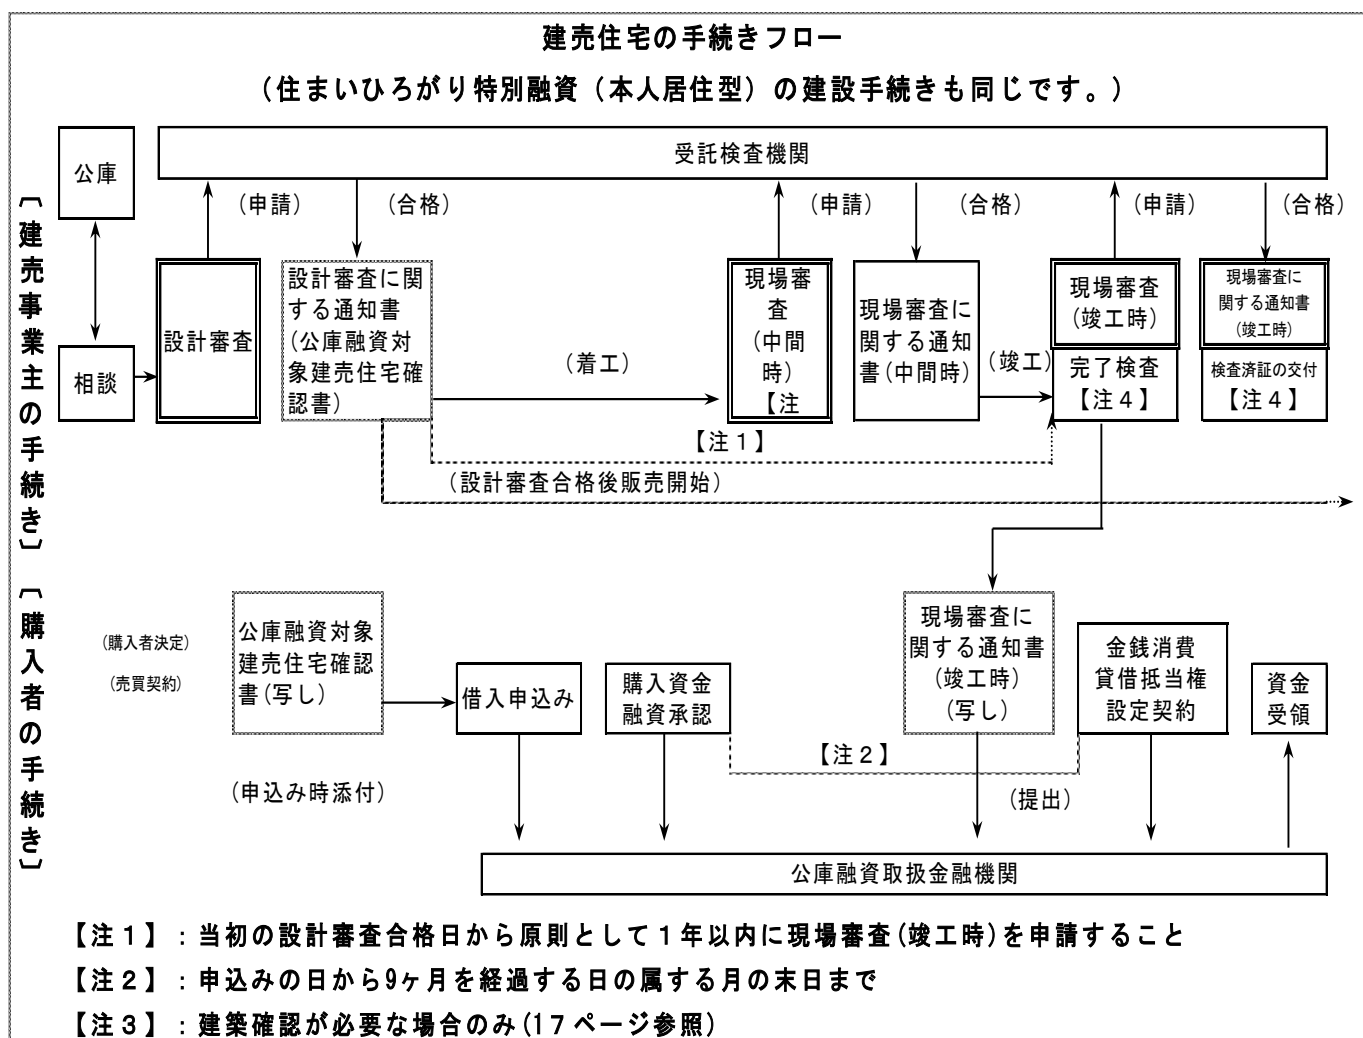 建売住宅の手続きフロー
(住まいひろがり特別融資(本人居住型)の建設手続きも同じです。)
〔建売事業主の手続き〕
公庫
受託検査機関
(申請)
(合格)
(申請)
(合格)
(申請)
(合格)
相談
設計審査
設計審査に関
する通知書
(公庫融資対
象建売住宅確
認書)
(着工)
現場審
査
(中間
時)
【注
現場審査に
関する通知
書(中間時)
(竣工)
現場審査
(竣工時)
完了検査
【注4】
現場審査に
関する通知書
(竣工時)
検査済証の交付
【注4】
【注1】
(設計審査合格後販売開始)
〔購入者の手続き〕
(購入者決定)
(売買契約)
公庫融資対象
建売住宅確認
書(写し)
(申込み時添付)
借入申込み
購入資金
融資承認
【注2】
現場審査に
関する通知書
(竣工時)
(写し)
(提出)
金銭消費
貸借抵当権
設定契約
資金
受領
公庫融資取扱金融機関
【注1】:当初の設計審査合格日から原則として1年以内に現場審査(竣工時)を申請すること
【注2】:申込みの日から9ヶ月を経過する日の属する月の末日まで
【注3】:建築確認が必要な場合のみ(17ページ参照)